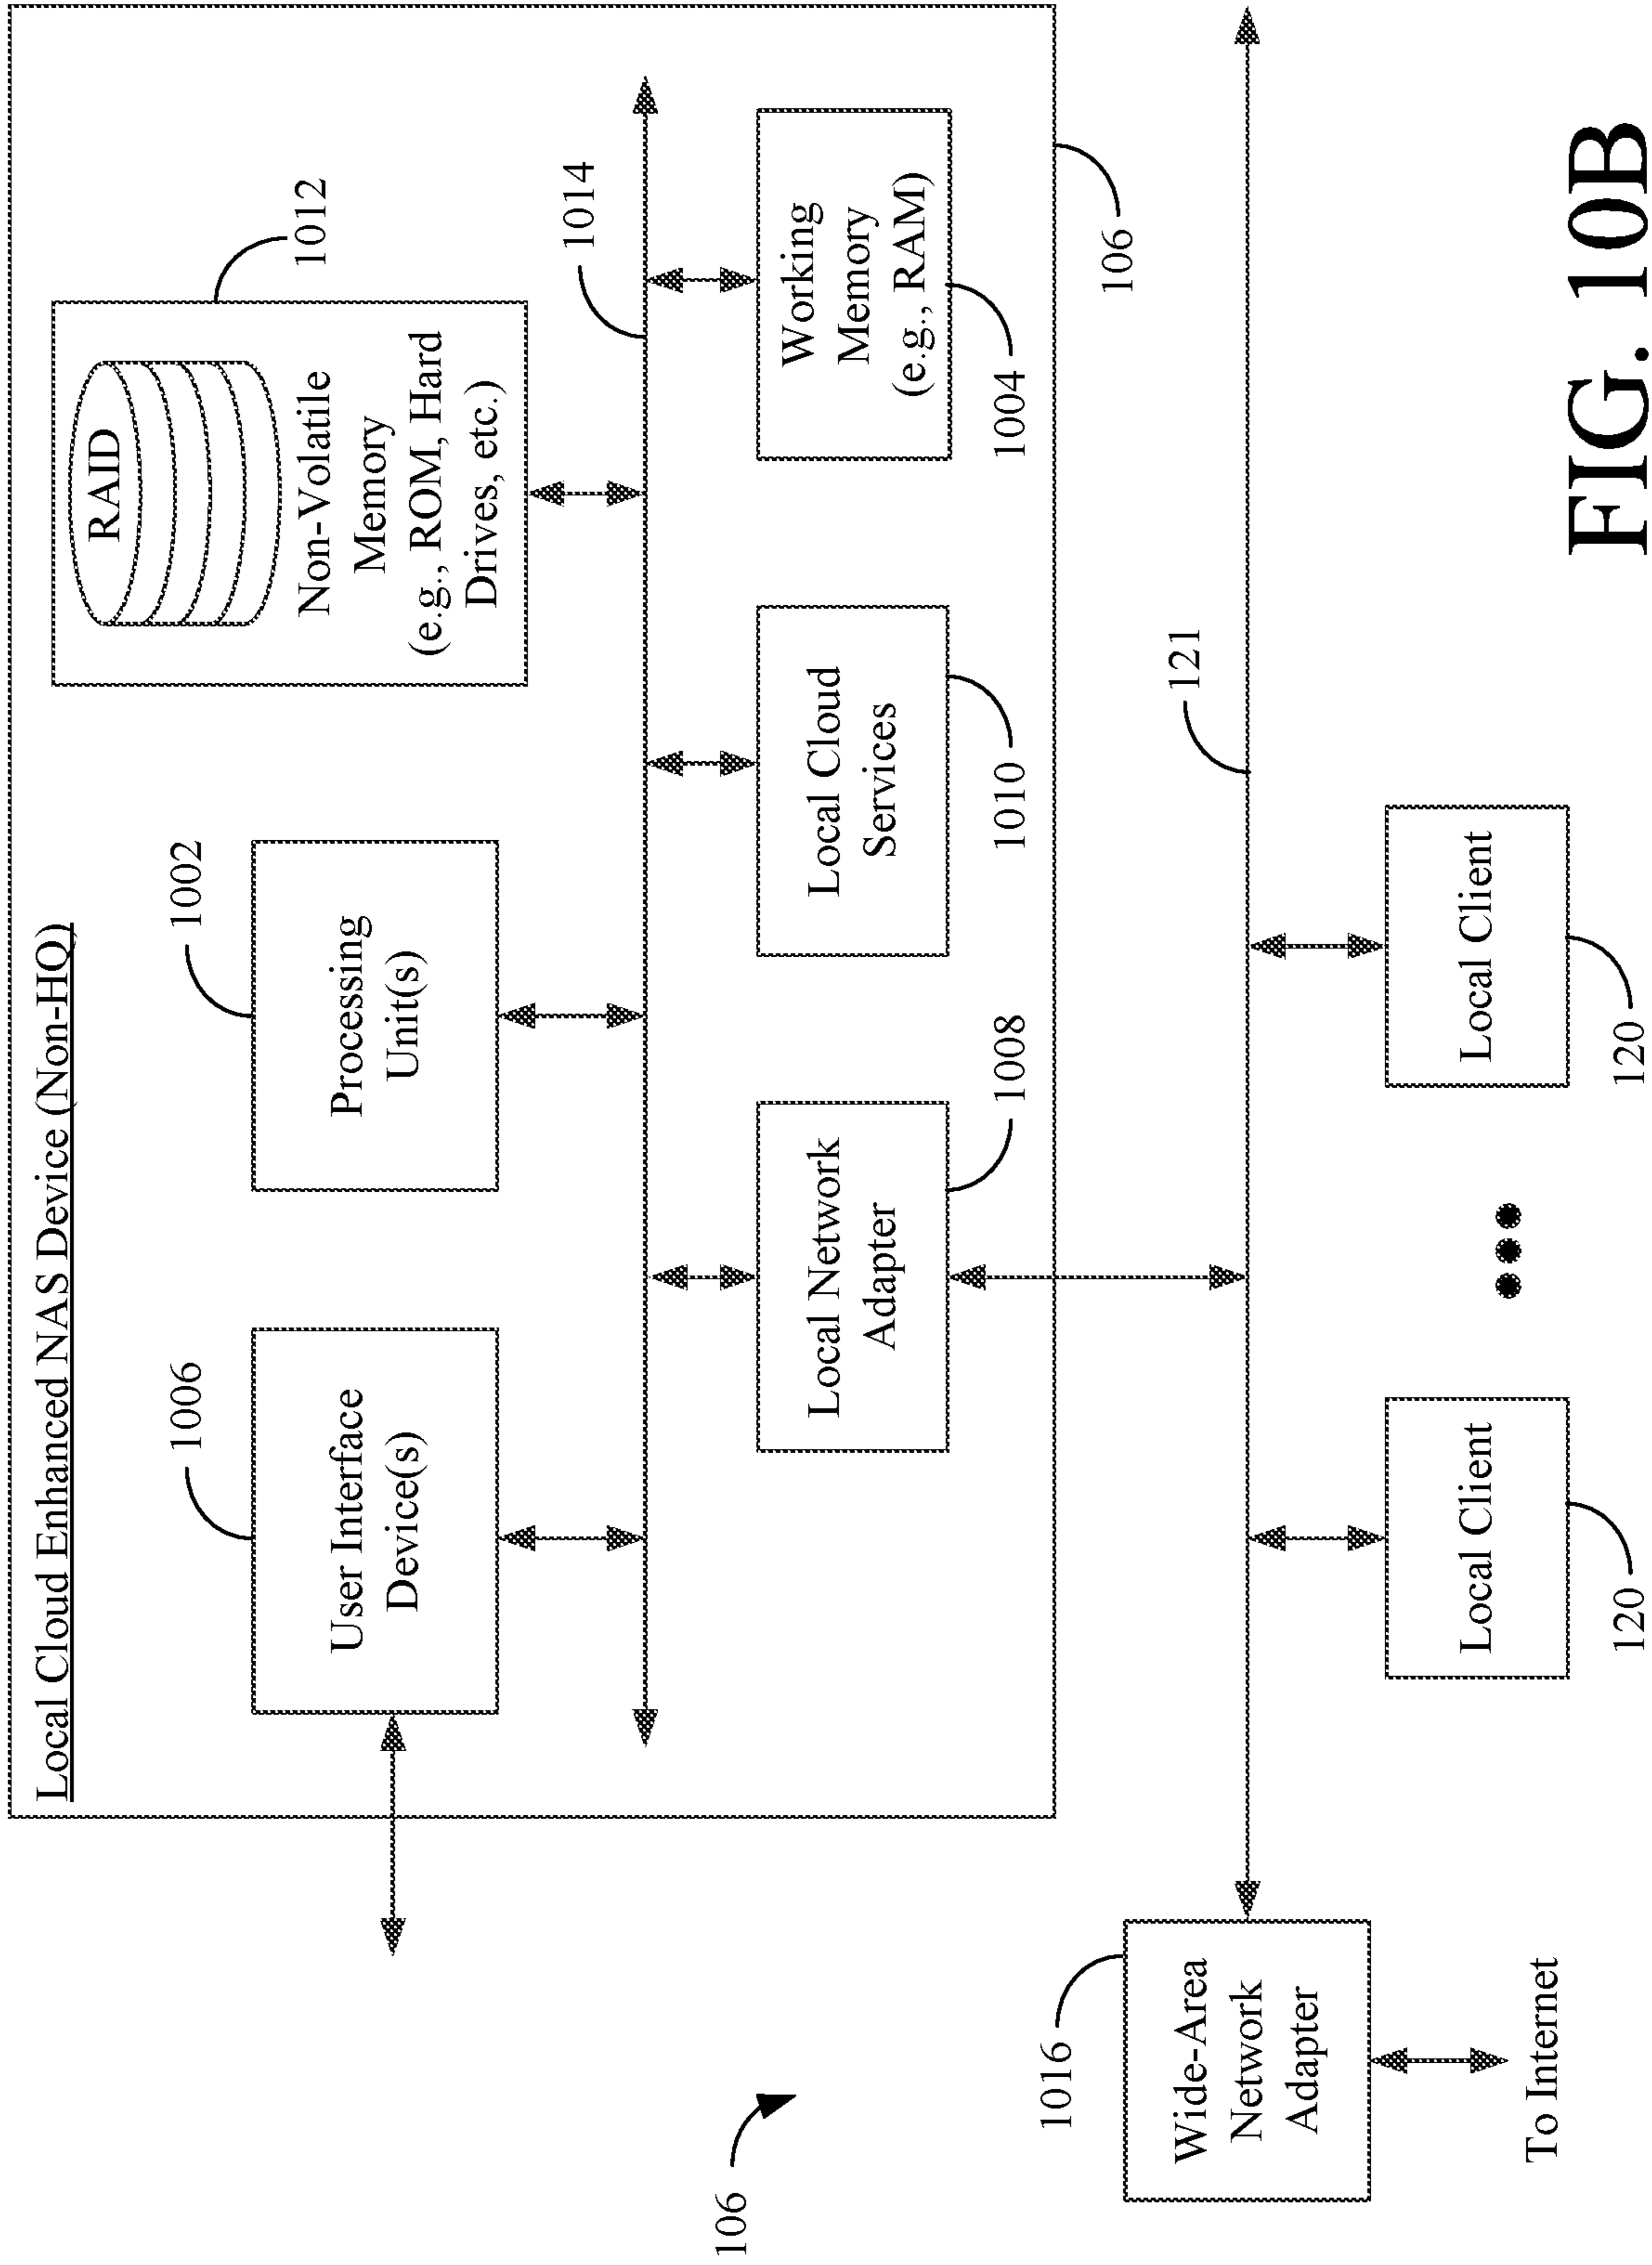 Local Cloud Enhanced NAS Device (Non-HQ)
1006
1002
1012
User Interface
Device(s)
Processing
Unit(s)
RAID
Non-Volatile
Memory
(e.g., ROM, Hard
Drives, etc.)
1014
106
Local Network
Adapter
Local Cloud
Services
Working
Memory
(e.g., RAM)
1008
1010
1004
106
1016
121
Wide-Area
Network
Adapter
Local Client
Local Client
To Internet
120
120
FIG. 10B